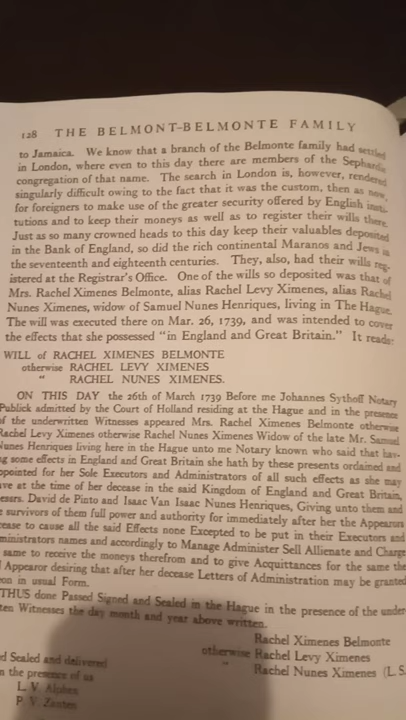 128 THE BELMONT-BELMONTE FAMILY
to Jamaica. We know that a branch of the Belmonte family had settled
in London, where even to this day there are members of the Sephardic
congregation of that name. The search in London is, however, rendered
singularly difficult owing to the fact that it was the custom, then as now,
for foreigners to make use of the greater security offered by English insti-
tutions and to keep their moneys as well as to register their wills there.
Just as so many crowned heads to this day keep their valuables deposited
in the Bank of England, so did the rich continental Maranos and Jews in
the seventeenth and eighteenth centuries. They, also, had their wills reg-
istered at the Registrar's Office. One of the wills so deposited was that of
Mrs. Rachel Ximenes Belmonte, alias Rachel Levy Ximenes, alias Rachel
Nunes Ximenes, widow of Samuel Nunes Henriques, living in The Hague.
The will was executed there on Mar. 26, 1739, and was intended to cover
the effects that she possessed "in England and Great Britain." It reads:
WILL of RACHEL XIMENES BELMONTE
otherwise RACHEL LEVY XIMENES
" RACHEL NUNES XIMENES.
ON THIS DAY the 26th of March 1739 Before me Johannes Sythoff Notary
Publick admitted by the Court of Holland residing at the Hague and in the presence
of the underwritten Witnesses appeared Mrs. Rachel Ximenes Belmonte otherwise
Rachel Levy Ximenes otherwise Rachel Nunes Ximenes Widow of the late Mr. Samuel
Nunes Henriques living here in the Hague unto me Notary known who said that hav-
ing some effects in England and Great Britain she hath by these presents ordained and
appointed for her Sole Executors and Administrators of all such effects as she may
ave at the time of her decease in the said Kingdom of England and Great Britain,
essrs. David de Pinto and Isaac Van Isaac Nunes Henriques, Giving unto them and
e survivors of them full power and authority for immediately after her the Appearors
cease to cause all the said Effects none Excepted to be put in their Executors and
ministrators names and accordingly to Manage Administer Sell Allienate and Charge
same to receive the moneys therefrom and to give Acquittances for the same the
Appearor desiring that after her decease Letters of Administration may be granted
on in usual Form.
THUS done Passed Signed and Sealed in the Hague in the presence of the under
ten Witnesses the day month and year above written.
Rachel Ximenes Belmonte
otherwise Rachel Levy Ximenes
" Rachel Nunes Ximenes (L. S.
d Sealed and delivered
n the presence of us
L. V. Alphen
P. V. Zanten